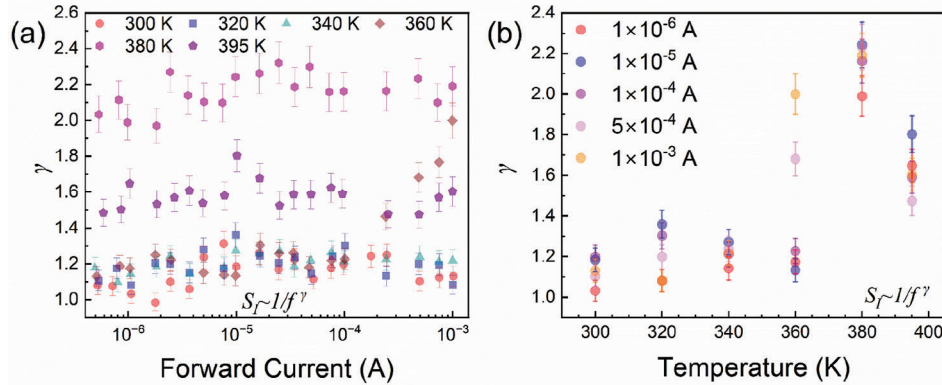 (a)
300 K 320 K 340 K 360 K
380 K 395 K
2.6
2.4
2.2
2.0
1.8
1.6
1.4
1.2
1.0
γ
S_I~1/f^γ
10⁻⁶ 10⁻⁵ 10⁻⁴ 10⁻³
Forward Current (A)
(b)
1×10⁻⁶ A
1×10⁻⁵ A
1×10⁻⁴ A
5×10⁻⁴ A
1×10⁻³ A
2.4
2.2
2.0
1.8
1.6
1.4
1.2
1.0
γ
S_I~1/f^γ
300 320 340 360 380 400
Temperature (K)